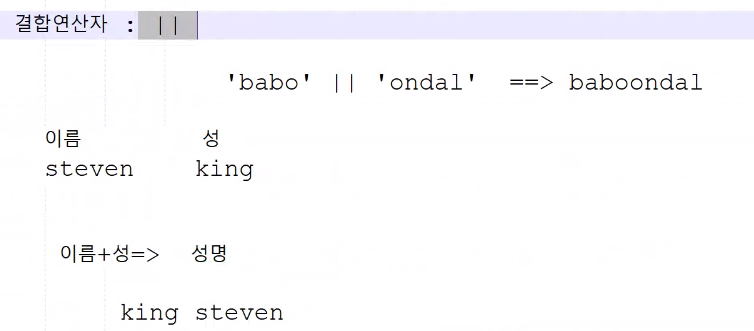 결합연산자 : ||
'babo' || 'ondal' ==> baboondal
이름 성
steven king
이름+성=> 성명
king steven